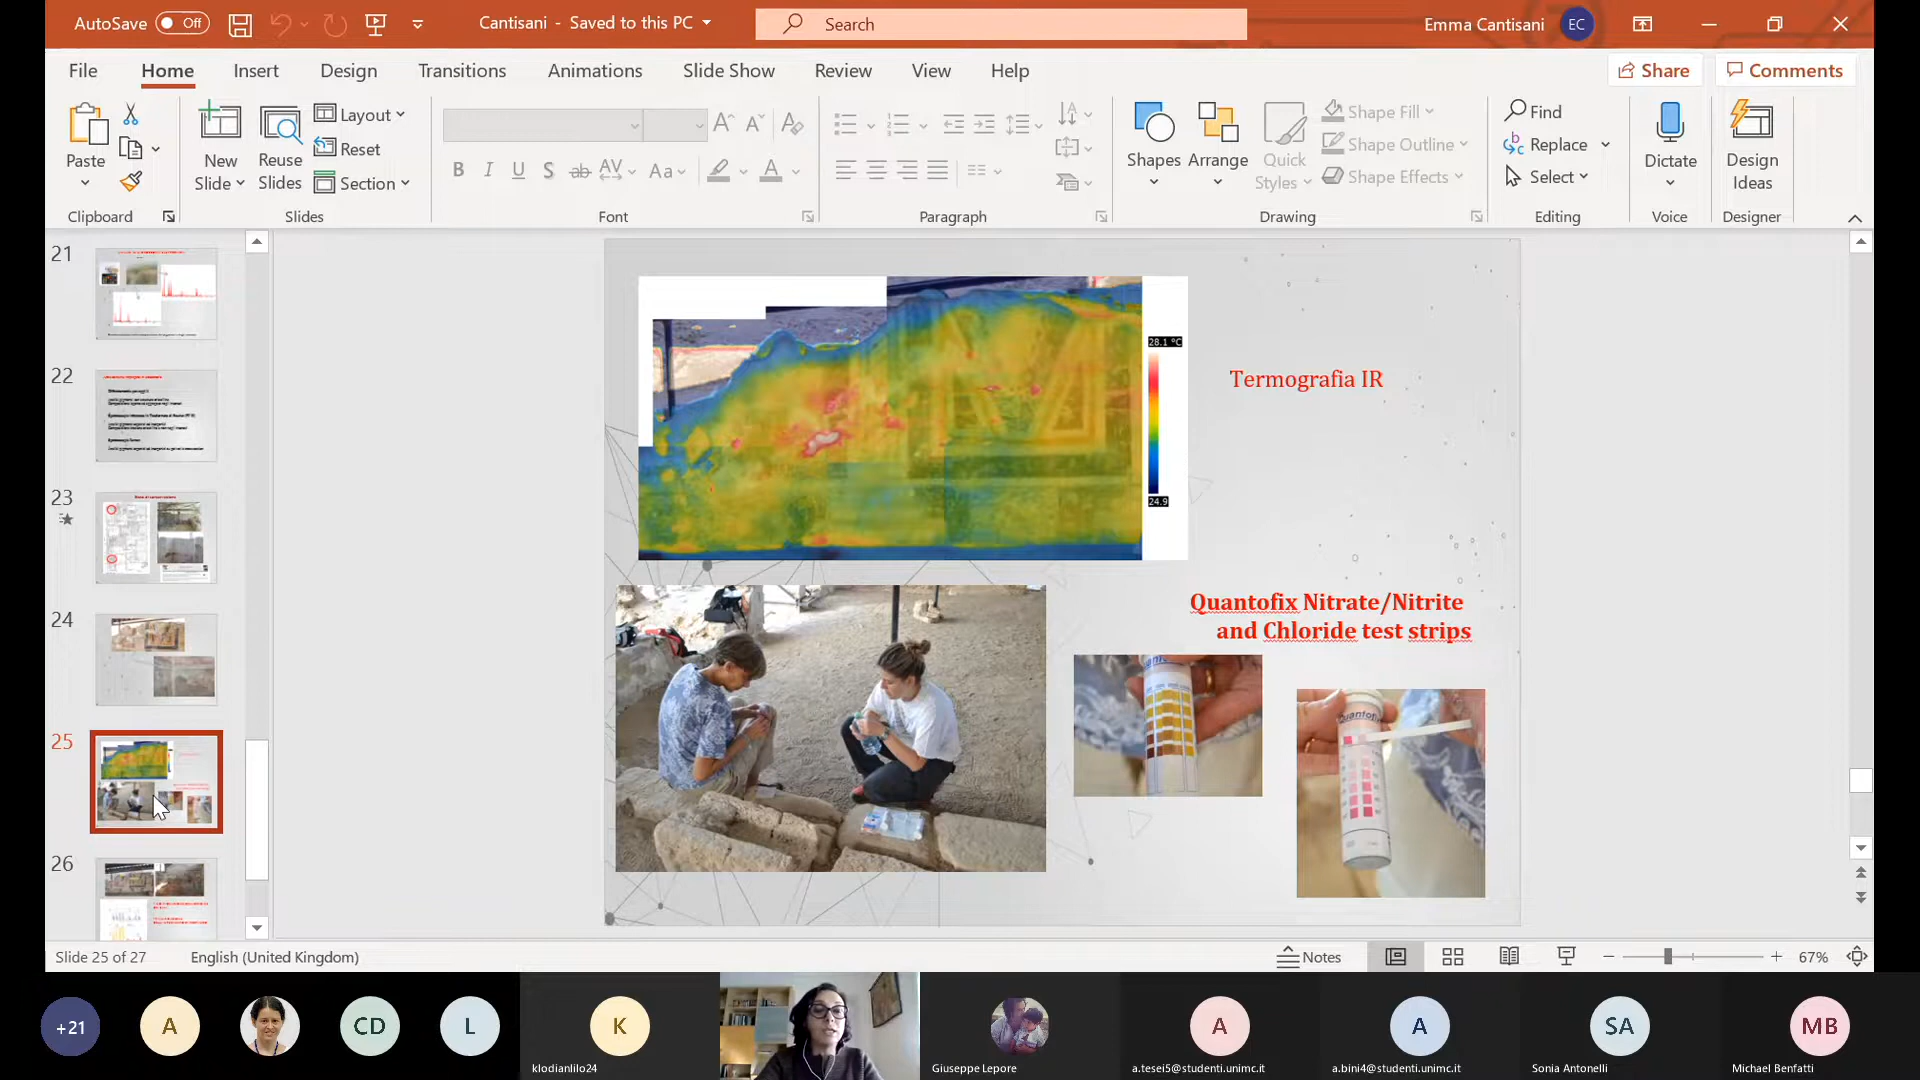 AutoSave Off
Cantisani - Saved to this PC
Search
Emma Cantisani EC
File Home Insert Design Transitions Animations Slide Show Review View Help
Share Comments
Paste
New Slide
Reuse Slides
Layout
Reset
Section
B I U S ab AV Aa A
Shapes
Arrange
Quick Styles
Shape Fill
Shape Outline
Shape Effects
Find
Replace
Select
Dictate
Design Ideas
Clipboard Slides Font Paragraph Drawing Editing Voice Designer
21
22
23
24
25
26
28.1 °C
24.9
Termografia IR
Quantofix Nitrate/Nitrite
and Chloride test strips
Quantofix
Slide 25 of 27 English (United Kingdom)
Notes
67%
+21 A CD L K A A SA MB
klodianlilo24 Giuseppe Lepore a.tesei5@studenti.unimc.it a.bini4@studenti.unimc.it Sonia Antonelli Michael Benfatti